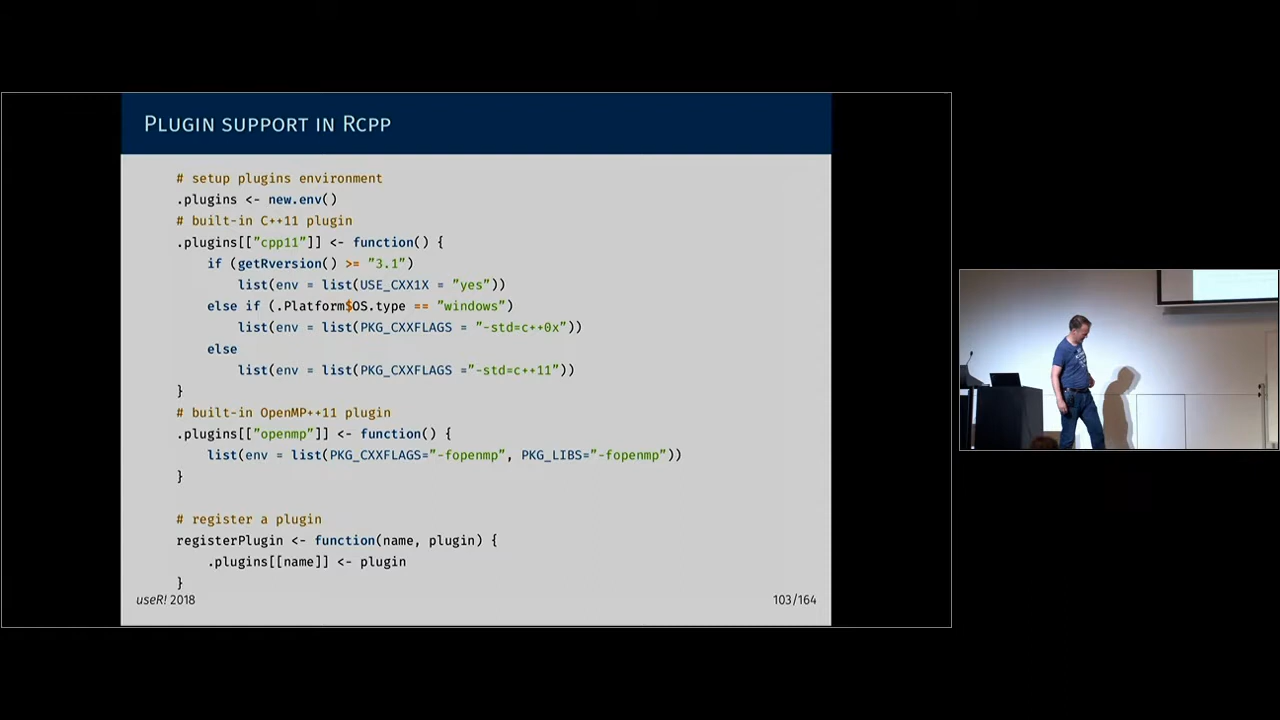 Plugin support in Rcpp
# setup plugins environment
.plugins <- new.env()
# built-in C++11 plugin
.plugins[["cpp11"]] <- function() {
    if (getRversion() >= "3.1")
        list(env = list(USE_CXX1X = "yes"))
    else if (.Platform$OS.type == "windows")
        list(env = list(PKG_CXXFLAGS = "-std=c++0x"))
    else
        list(env = list(PKG_CXXFLAGS ="-std=c++11"))
}
# built-in OpenMP++11 plugin
.plugins[["openmp"]] <- function() {
    list(env = list(PKG_CXXFLAGS="-fopenmp", PKG_LIBS="-fopenmp"))
}
# register a plugin
registerPlugin <- function(name, plugin) {
    .plugins[[name]] <- plugin
}
useR! 2018
103/164